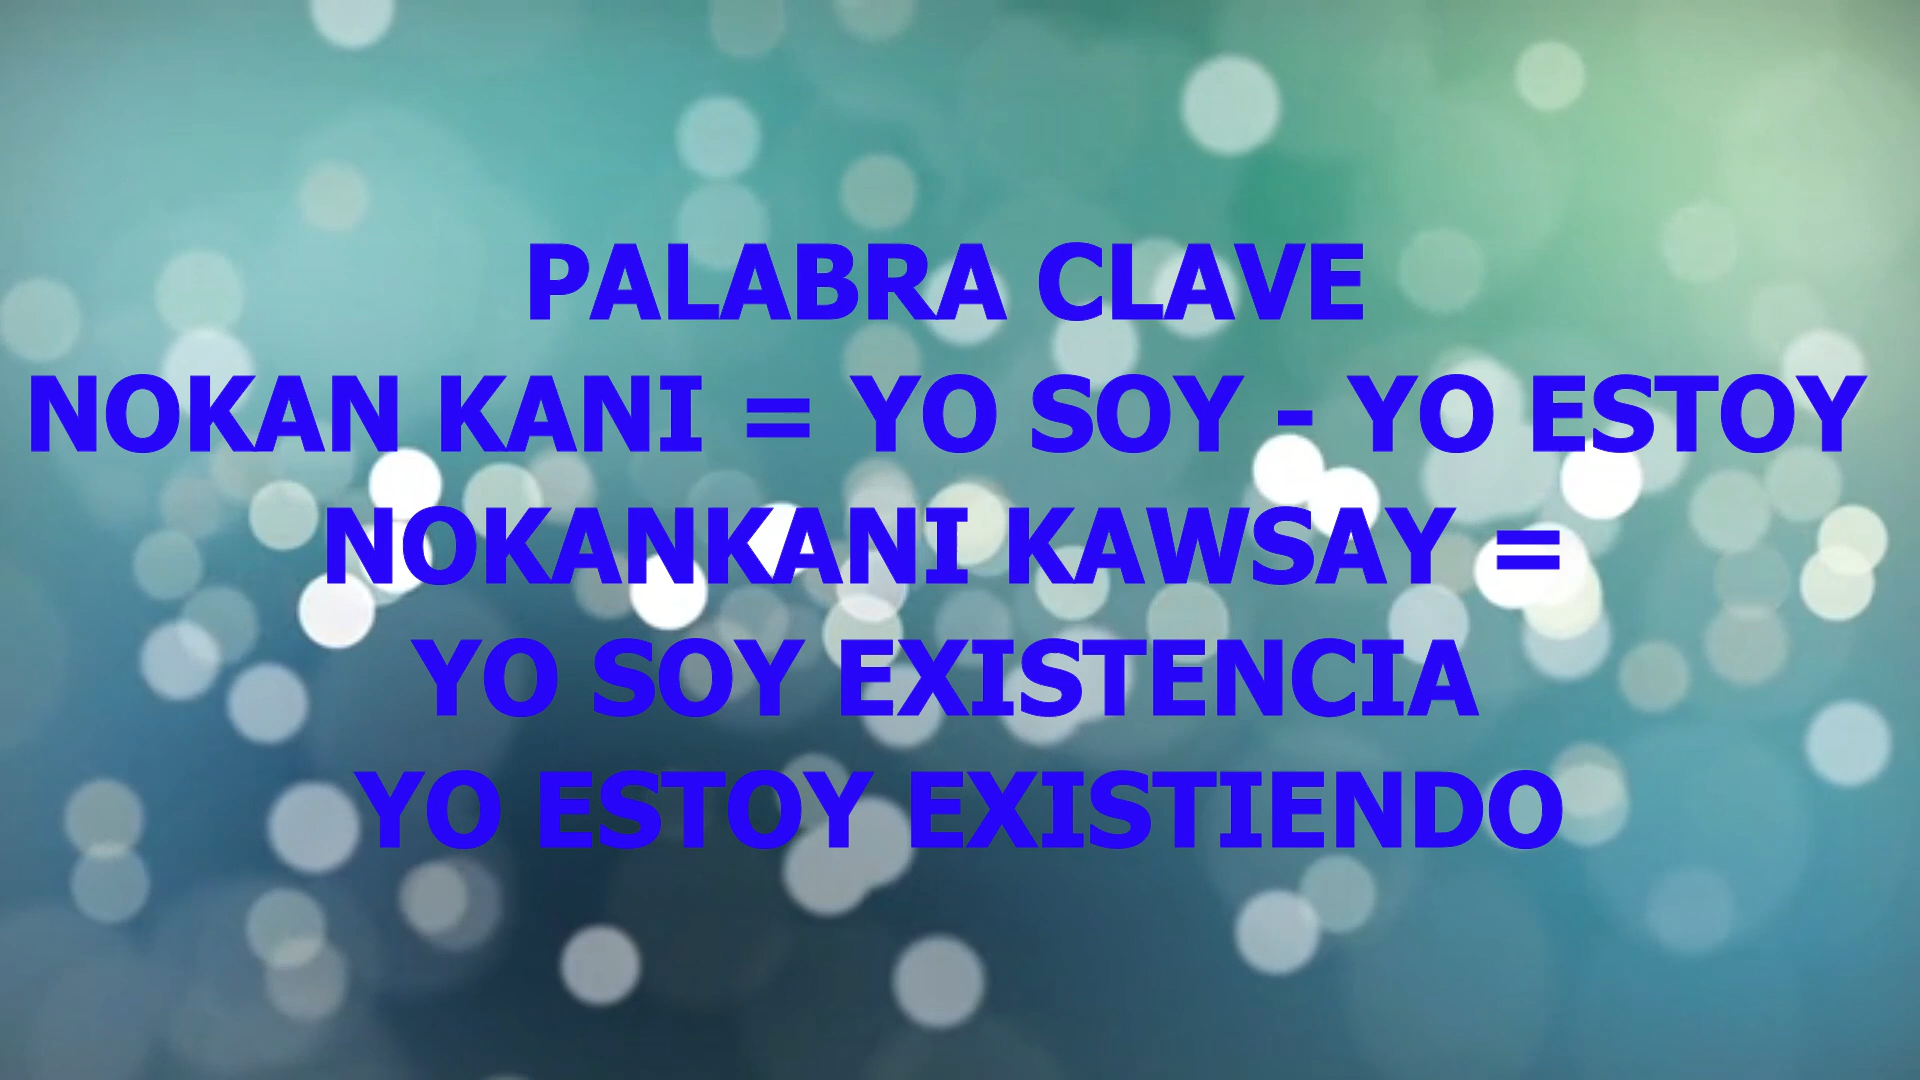 PALABRA CLAVE
NOKAN KANI = YO SOY - YO ESTOY
NOKANKANI KAWSAY =
YO SOY EXISTENCIA
YO ESTOY EXISTIENDO